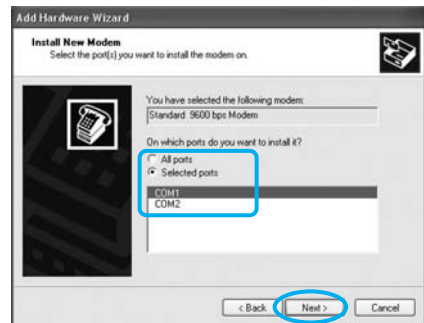 Add Hardware Wizard
Install New Modem
Select the port(s) you want to install the modem on.
You have selected the following modem:
Standard 9600 bps Modem
On which ports do you want to install it?
All ports
Selected ports
COM1
COM2
< Back
Next >
Cancel